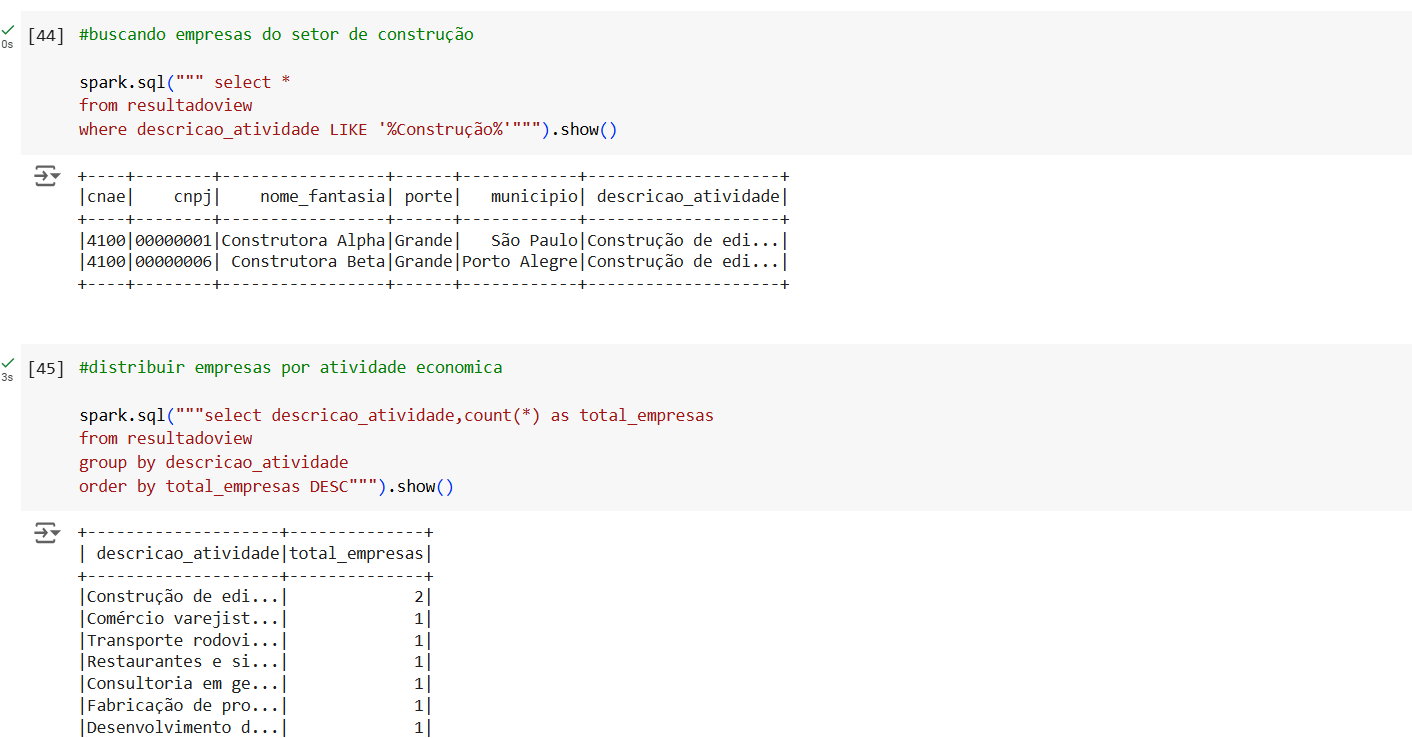 [44] #buscando empresas do setor de construção
0s
spark.sql(""" select *
from resultadoview
where descricao_atividade LIKE '%Construção%'""").show()
+----+--------+-----------------+------+------------+--------------------+
|cnae|    cnpj|    nome_fantasia| porte|   municipio| descricao_atividade|
+----+--------+-----------------+------+------------+--------------------+
|4100|00000001|Construtora Alpha|Grande|   São Paulo|Construção de edi...|
|4100|00000006| Construtora Beta|Grande|Porto Alegre|Construção de edi...|
+----+--------+-----------------+------+------------+--------------------+
[45] #distribuir empresas por atividade economica
3s
spark.sql("""select descricao_atividade,count(*) as total_empresas
from resultadoview
group by descricao_atividade
order by total_empresas DESC""").show()
+--------------------+--------------+
| descricao_atividade|total_empresas|
+--------------------+--------------+
|Construção de edi...|             2|
|Comércio varejist...|             1|
|Transporte rodovi...|             1|
|Restaurantes e si...|             1|
|Consultoria em ge...|             1|
|Fabricação de pro...|             1|
|Desenvolvimento d...|             1|